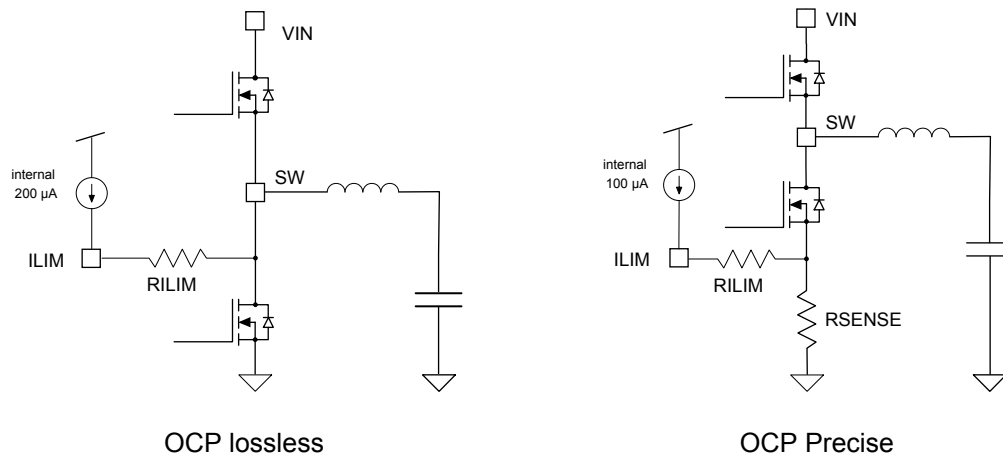 VIN
SW
internal
200 µA
ILIM
RILIM
OCP lossless
VIN
SW
internal
100 µA
ILIM
RILIM
RSENSE
OCP Precise